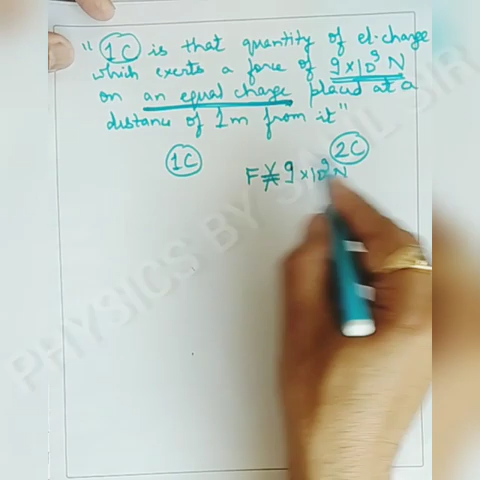 " 1C is that quantity of el-charge
which exerts a force of 9×10⁹ N
on an equal charge placed at a
distance of 1m from it "
1C 2C
F ≠ 9×10⁹ N
PHYSICS BY SIR